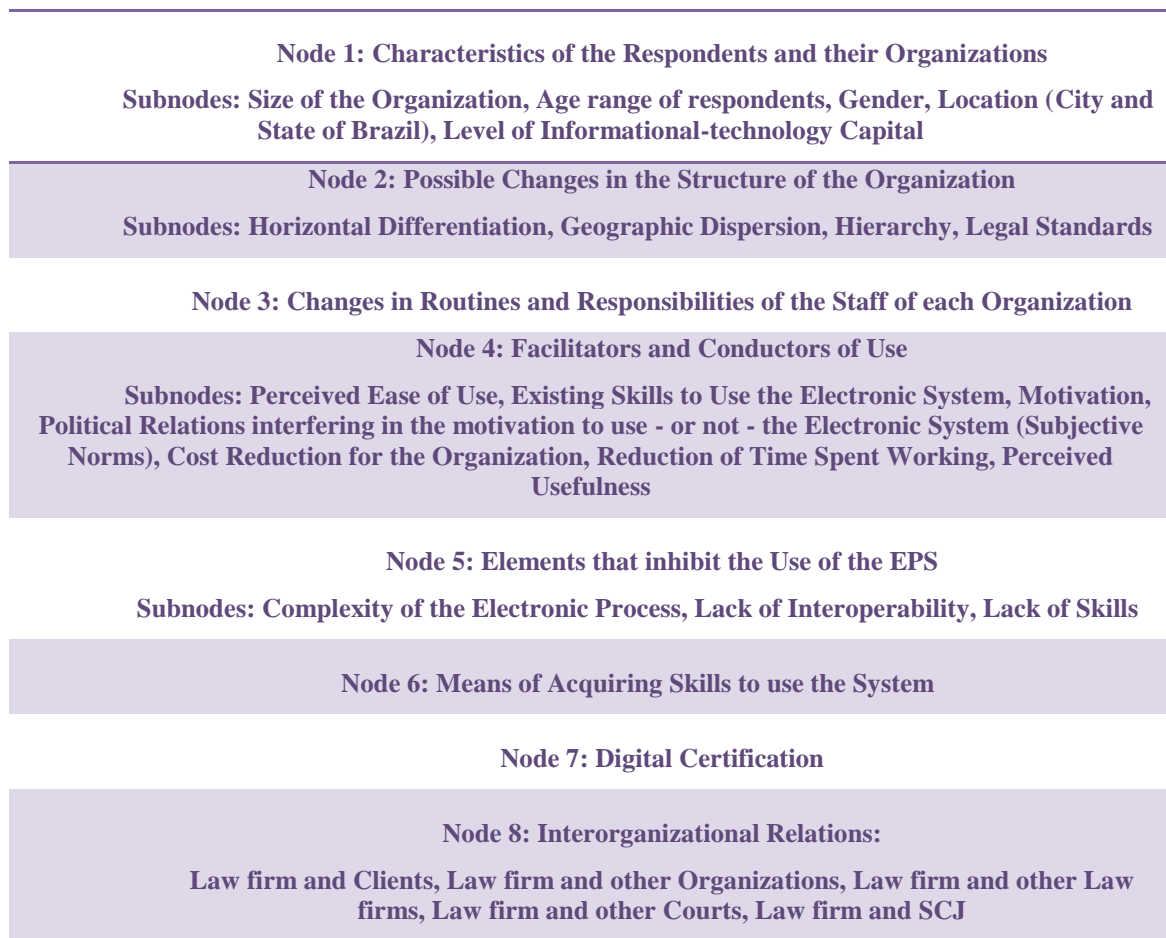 Node 1: Characteristics of the Respondents and their Organizations
Subnodes: Size of the Organization, Age range of respondents, Gender, Location (City and
State of Brazil), Level of Informational-technology Capital
Node 2: Possible Changes in the Structure of the Organization
Subnodes: Horizontal Differentiation, Geographic Dispersion, Hierarchy, Legal Standards
Node 3: Changes in Routines and Responsibilities of the Staff of each Organization
Node 4: Facilitators and Conductors of Use
Subnodes: Perceived Ease of Use, Existing Skills to Use the Electronic System, Motivation,
Political Relations interfering in the motivation to use - or not - the Electronic System (Subjective
Norms), Cost Reduction for the Organization, Reduction of Time Spent Working, Perceived
Usefulness
Node 5: Elements that inhibit the Use of the EPS
Subnodes: Complexity of the Electronic Process, Lack of Interoperability, Lack of Skills
Node 6: Means of Acquiring Skills to use the System
Node 7: Digital Certification
Node 8: Interorganizational Relations:
Law firm and Clients, Law firm and other Organizations, Law firm and other Law
firms, Law firm and other Courts, Law firm and SCJ